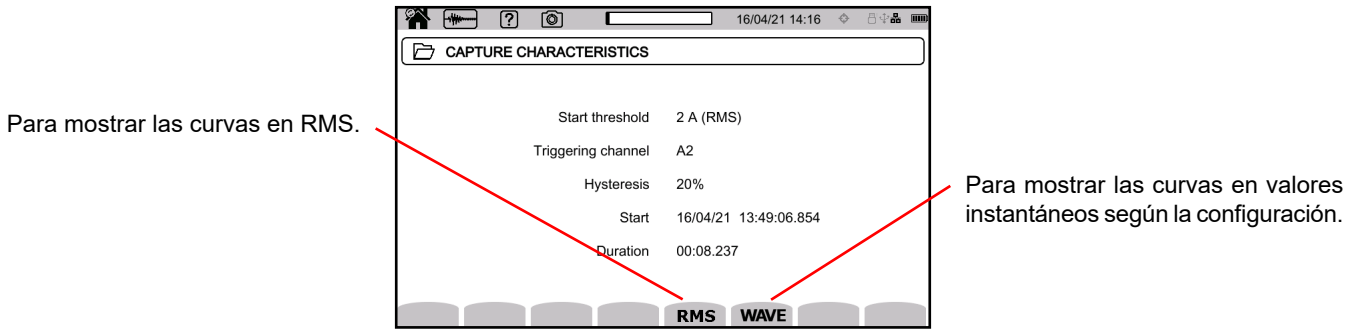 16/04/21 14:16
CAPTURE CHARACTERISTICS
Para mostrar las curvas en RMS.
Start threshold 2 A (RMS)
Triggering channel A2
Hysteresis 20%
Start 16/04/21 13:49:06.854
Duration 00:08.237
Para mostrar las curvas en valores
instantáneos según la configuración.
RMS WAVE